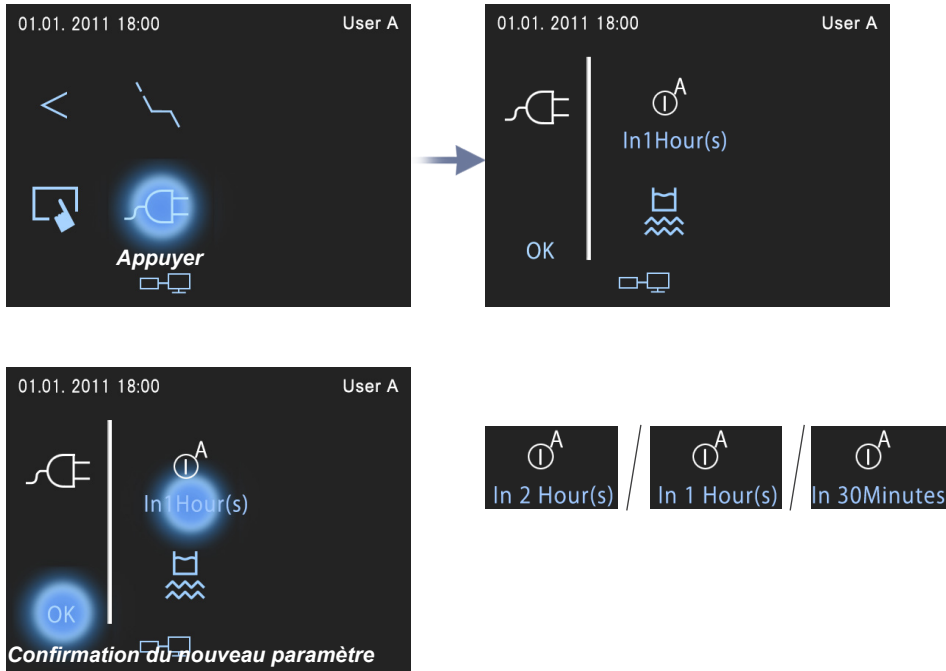 01.01. 2011 18:00 User A
<
Appuyer
01.01. 2011 18:00 User A
A
In1Hour(s)
OK
01.01. 2011 18:00 User A
A
In1Hour(s)
OK
Confirmation du nouveau paramètre
A
In 2 Hour(s)
/
A
In 1 Hour(s)
/
A
In 30Minutes